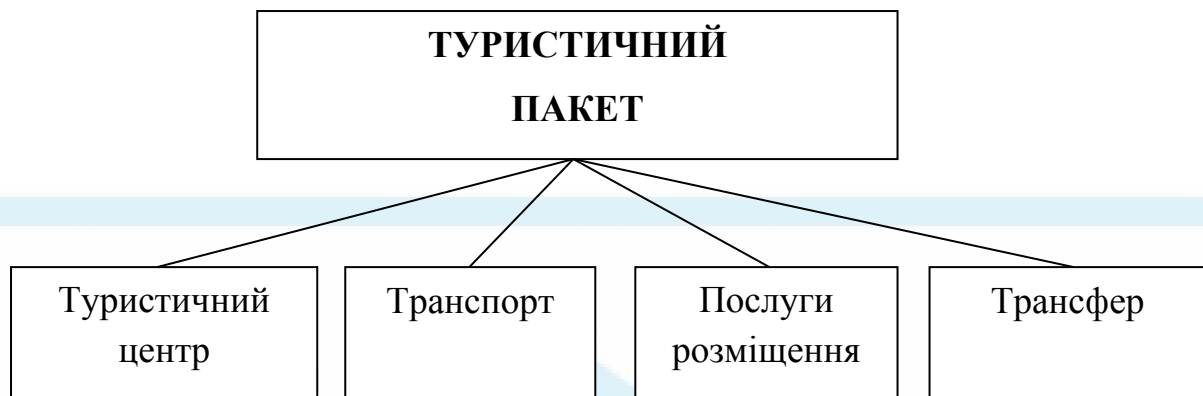 ТУРИСТИЧНИЙ
ПАКЕТ
Туристичний
центр
Транспорт
Послуги
розміщення
Трансфер